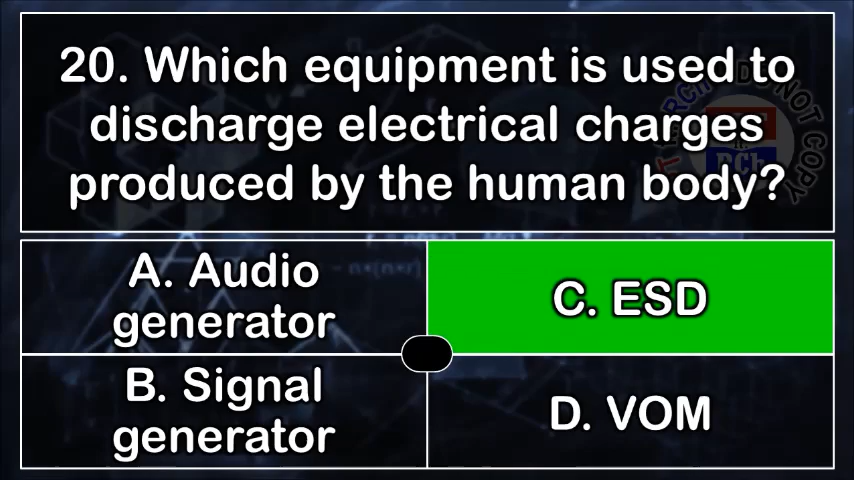 20. Which equipment is used to
discharge electrical charges
produced by the human body?
A. Audio
generator
C. ESD
B. Signal
generator
D. VOM